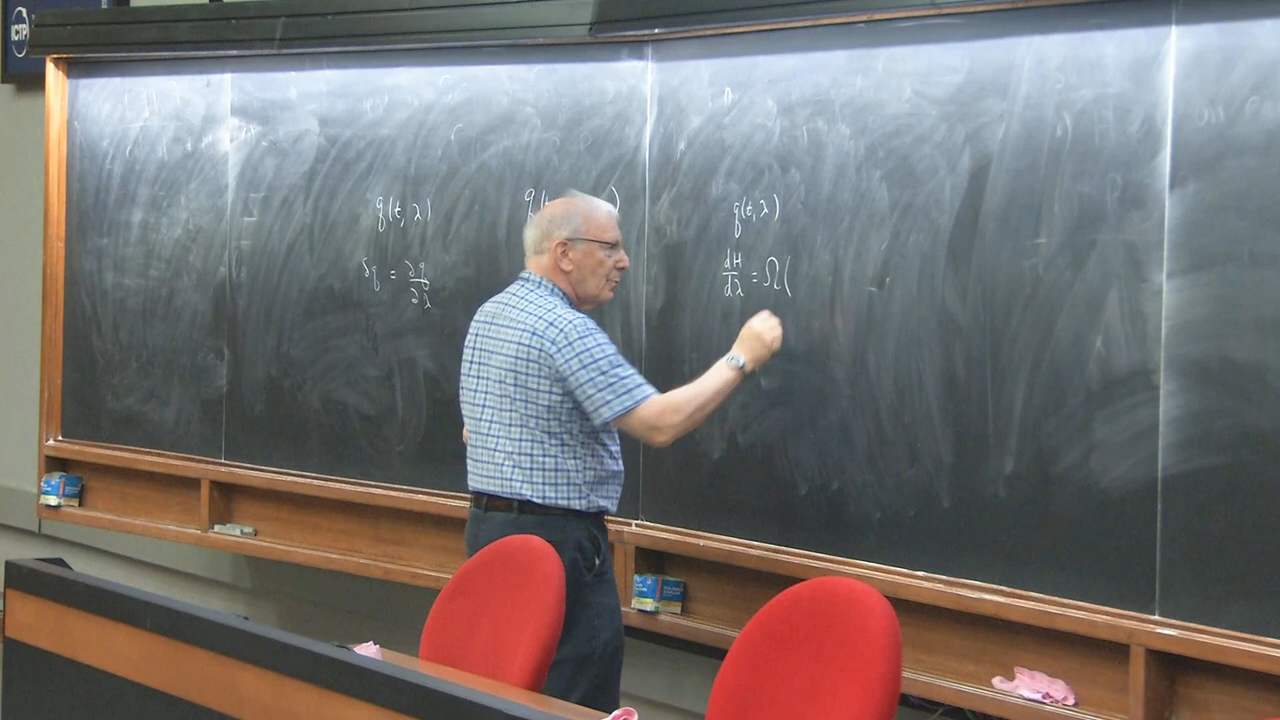 ICTP
q(t, λ)
δq = ∂q/∂λ
q(t )
q(t, λ)
dH/dλ = Ω(